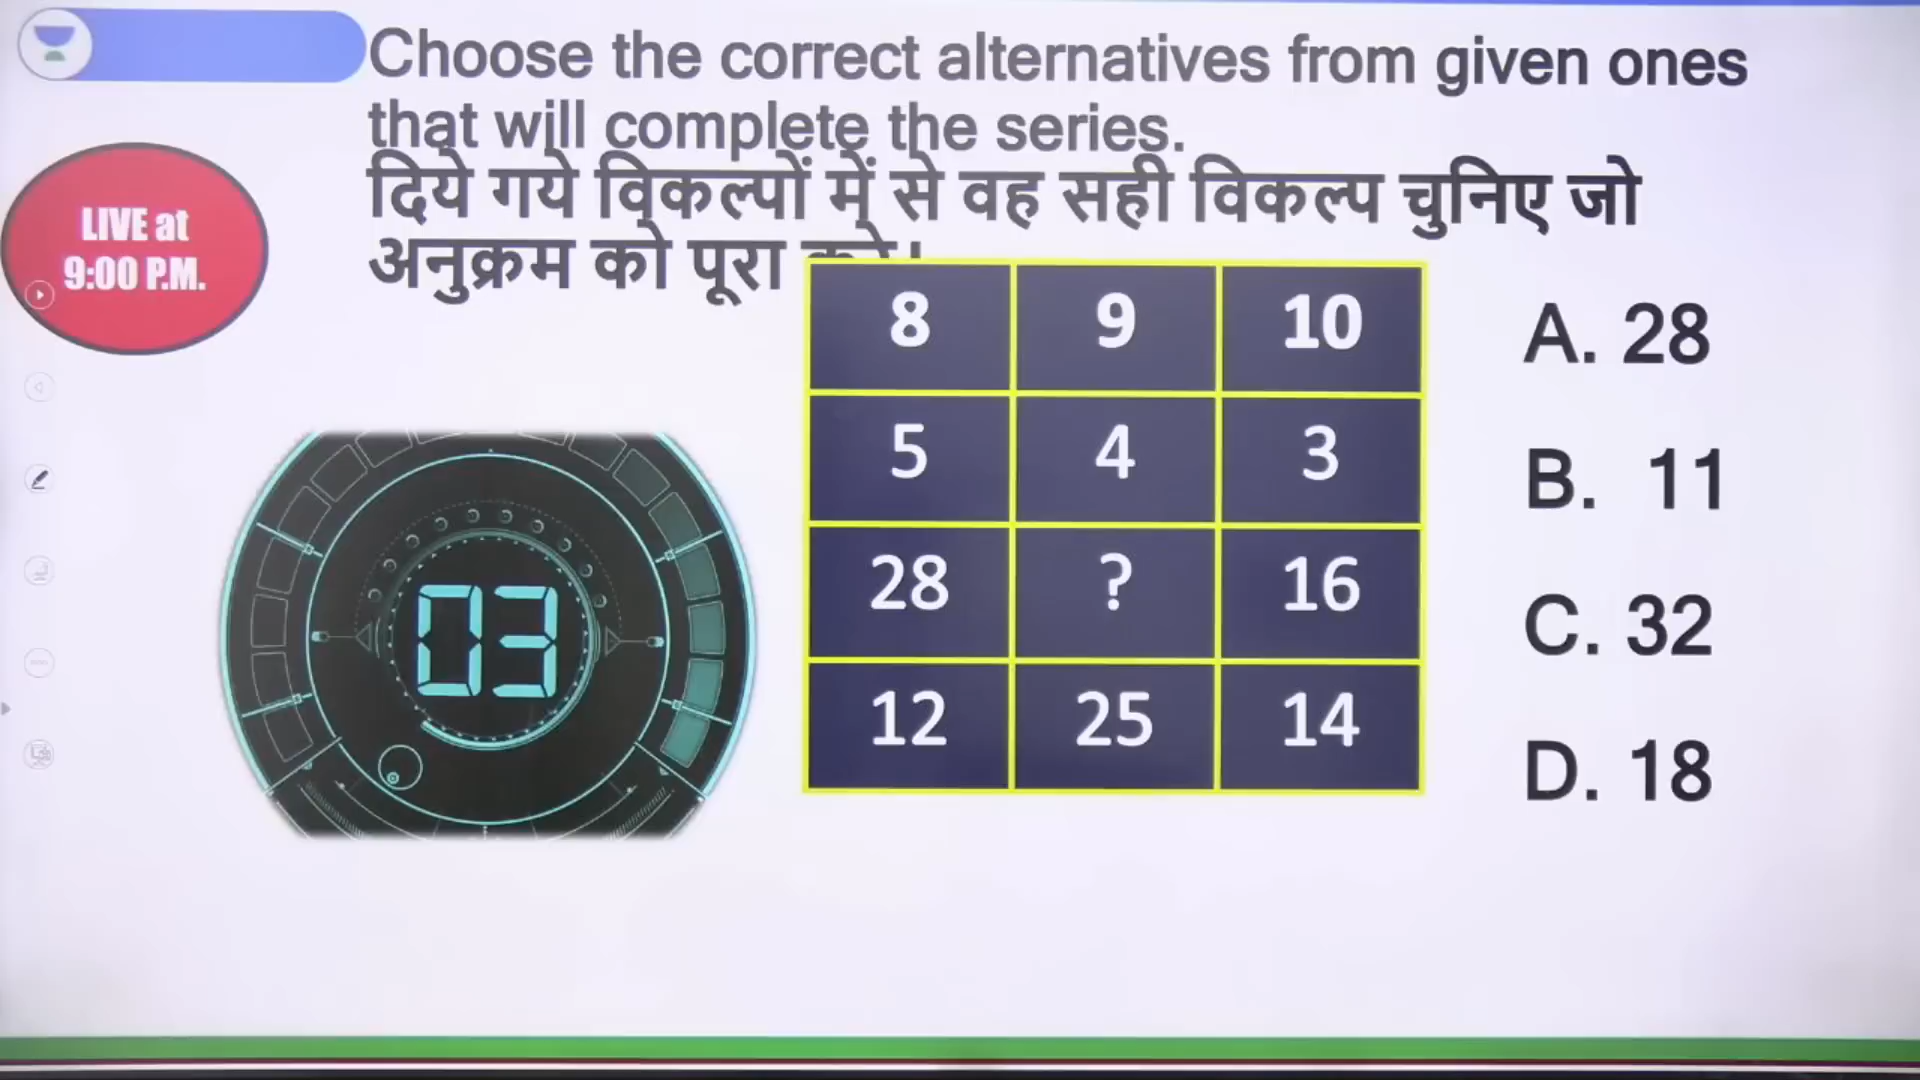 Choose the correct alternatives from given ones
that will complete the series.
दिये गये विकल्पों में से वह सही विकल्प चुनिए जो
अनुक्रम को पूरा करे।
LIVE at
9:00 P.M.
8 9 10
5 4 3
28 ? 16
12 25 14
A. 28
B. 11
C. 32
D. 18
03